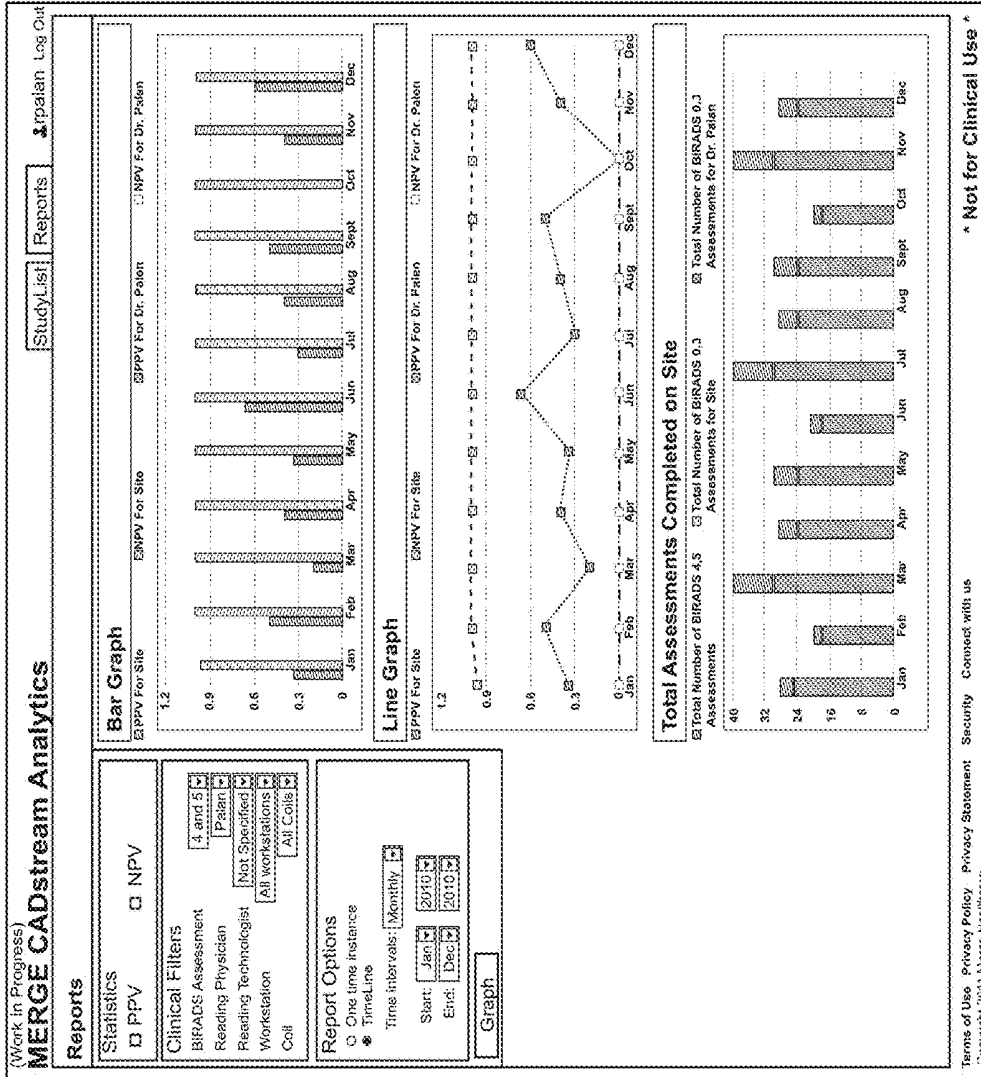 (Work in Progress)
MERGE CADstream Analytics
StudyList Reports rpalan Log Out
Reports
Statistics
PPV NPV
Clinical Filters
BIRADS Assessment 4 and 5
Reading Physician Palan
Reading Technologist Not Specified
Workstation All workstations
Coil All Coils
Report Options
One time instance
TimeLine
Time Intervals: Monthly
Start: Jan 2010
End: Dec 2010
Graph
Bar Graph
PPV For Site NPV For Site PPV For Dr. Palen NPV For Dr. Palen
1.2
0.9
0.6
0.3
0
Jan Feb Mar Apr May Jun Jul Aug Sept Oct Nov Dec
Line Graph
PPV For Site NPV For Site PPV For Dr. Palen NPV For Dr. Palen
1.2
0.9
0.6
0.3
0
Jan Feb Mar Apr May Jun Jul Aug Sept Oct Nov Dec
Total Assessments Completed on Site
Total Number of BIRADS 4,5 Total Number of BIRADS 0,3 Total Number of BIRADS 0,3
Assessments Assessments for Site Assessments for Dr. Palan
40
32
24
16
8
0
Jan Feb Mar Apr May Jun Jul Aug Sept Oct Nov Dec
Terms of Use Privacy Policy Privacy Statement Security Connect with us
* Not for Clinical Use *